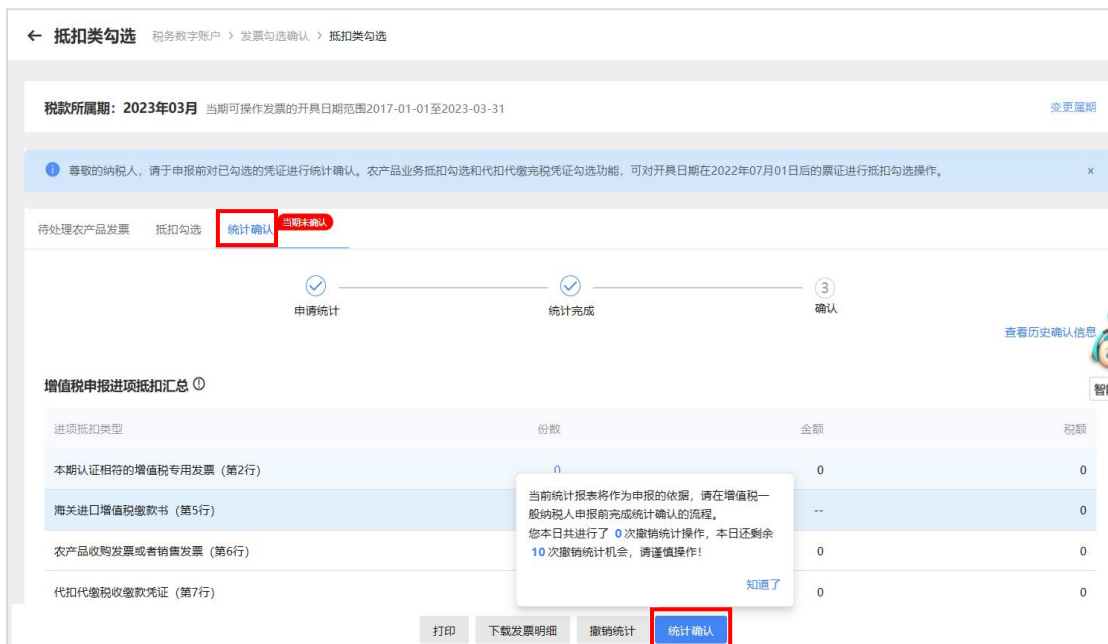 ← 抵扣类勾选 税务数字账户 > 发票勾选确认 > 抵扣类勾选
税款所属期：2023年03月 当期可操作发票的开具日期范围2017-01-01至2023-03-31 变更属期
尊敬的纳税人，请于申报前对已勾选的凭证进行统计确认。农产品业务抵扣勾选和代扣代缴完税凭证勾选功能，可对开具日期在2022年07月01日后的票证进行抵扣勾选操作。 ×
待处理农产品发票 抵扣勾选 统计确认 当期未确认
3
申请统计 统计完成 确认
查看历史确认信息
增值税申报进项抵扣汇总
进项抵扣类型 份数 金额 税额
本期认证相符的增值税专用发票（第2行） 0 0 0
海关进口增值税缴款书（第5行） -- 0
农产品收购发票或者销售发票（第6行） 0 0
代扣代缴税收缴款凭证（第7行） 0 0
当前统计报表将作为申报的依据，请在增值税一
般纳税人申报前完成统计确认的流程。
您本日共进行了 0 次撤销统计操作，本日还剩余
10 次撤销统计机会，请谨慎操作！
知道了
打印 下载发票明细 撤销统计 统计确认